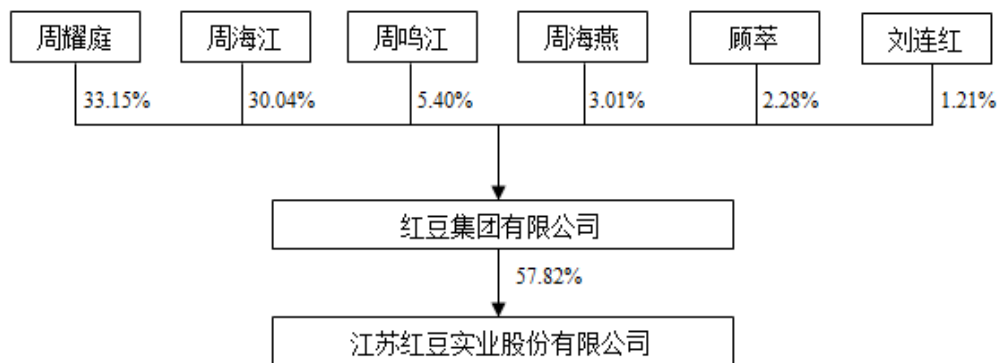 周耀庭 周海江 周鸣江 周海燕 顾萃 刘连红
33.15% 30.04% 5.40% 3.01% 2.28% 1.21%
红豆集团有限公司
57.82%
江苏红豆实业股份有限公司